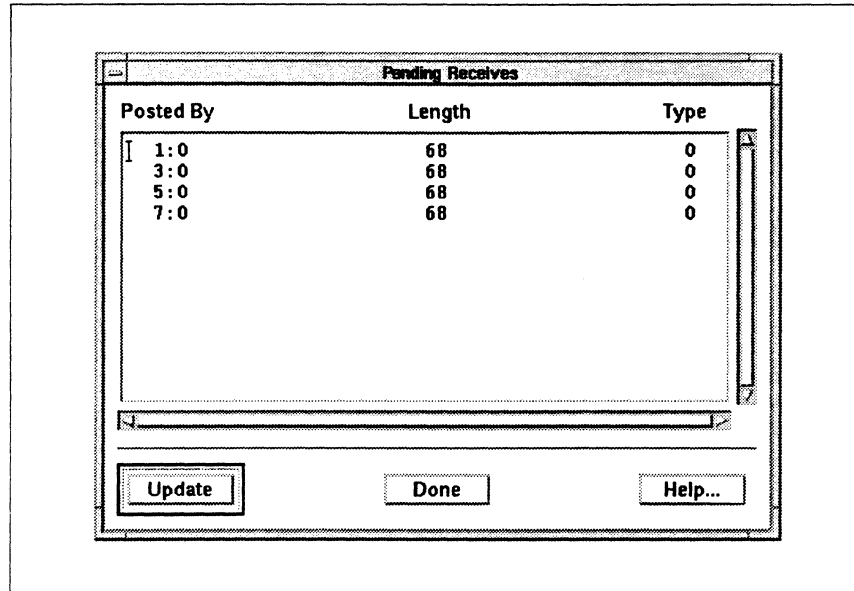 Pending Receives
Posted By Length Type
1:0 68 0
3:0 68 0
5:0 68 0
7:0 68 0
Update Done Help...